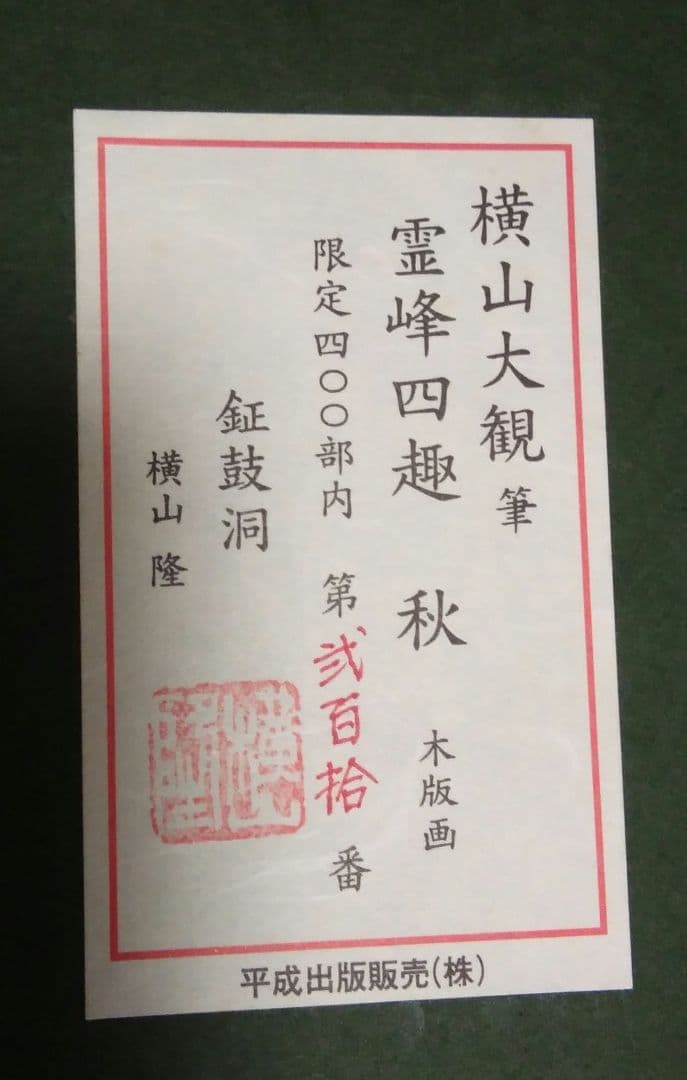 横山大観 筆
霊峰四趣 秋 木版画
限定四〇〇部内 第弐百拾番
鉦鼓洞
横山 隆
平成出版販売(株)